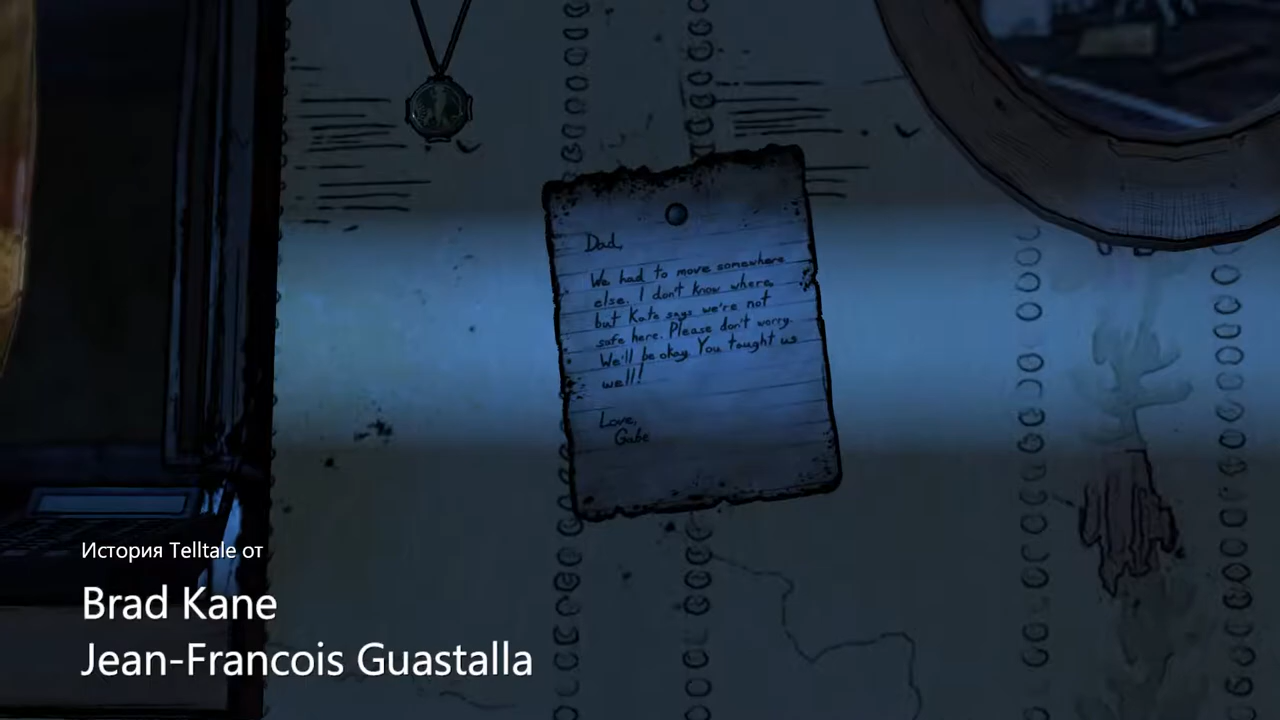 Dad,
We had to move somewhere
else. I don't know where,
but Kate says we're not
safe here. Please don't worry.
We'll be okay. You taught us
well!
Love,
Gabe
История Telltale от
Brad Kane
Jean-Francois Guastalla